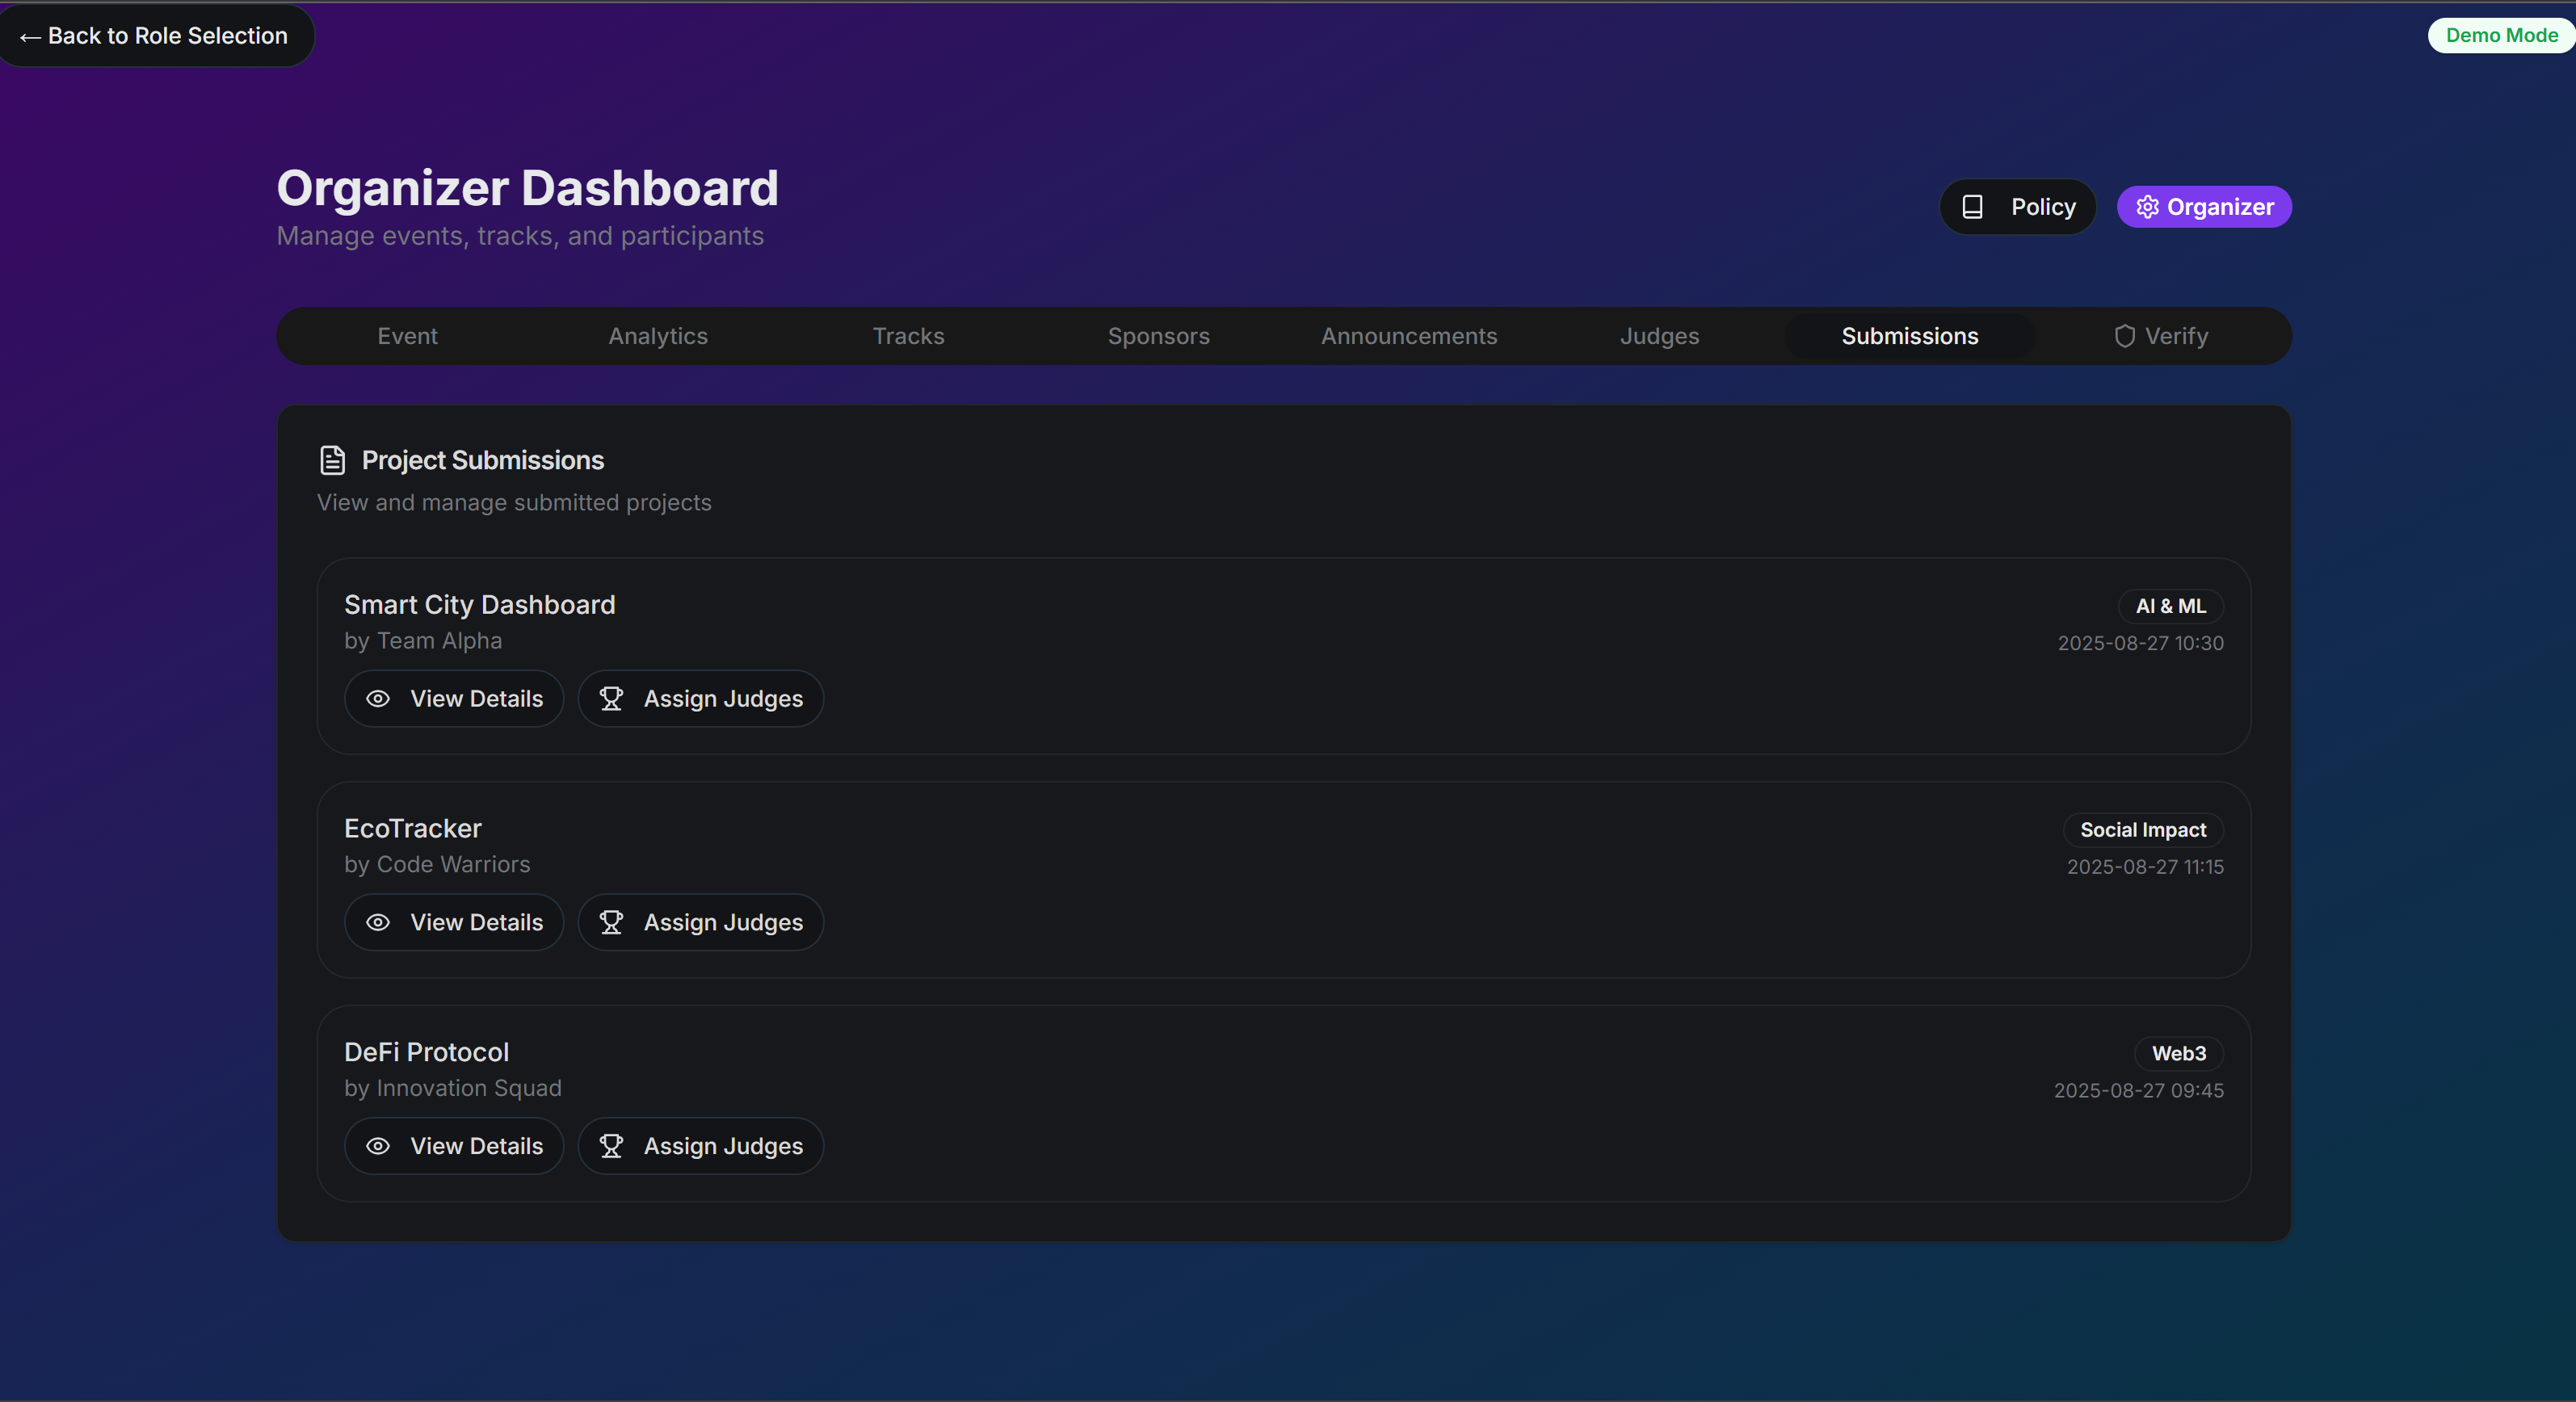 ← Back to Role Selection
Demo Mode
Organizer Dashboard
Manage events, tracks, and participants
Policy
Organizer
Event Analytics Tracks Sponsors Announcements Judges Submissions Verify
Project Submissions
View and manage submitted projects
Smart City Dashboard
AI & ML
by Team Alpha
2025-08-27 10:30
View Details Assign Judges
EcoTracker
Social Impact
by Code Warriors
2025-08-27 11:15
View Details Assign Judges
DeFi Protocol
Web3
by Innovation Squad
2025-08-27 09:45
View Details Assign Judges